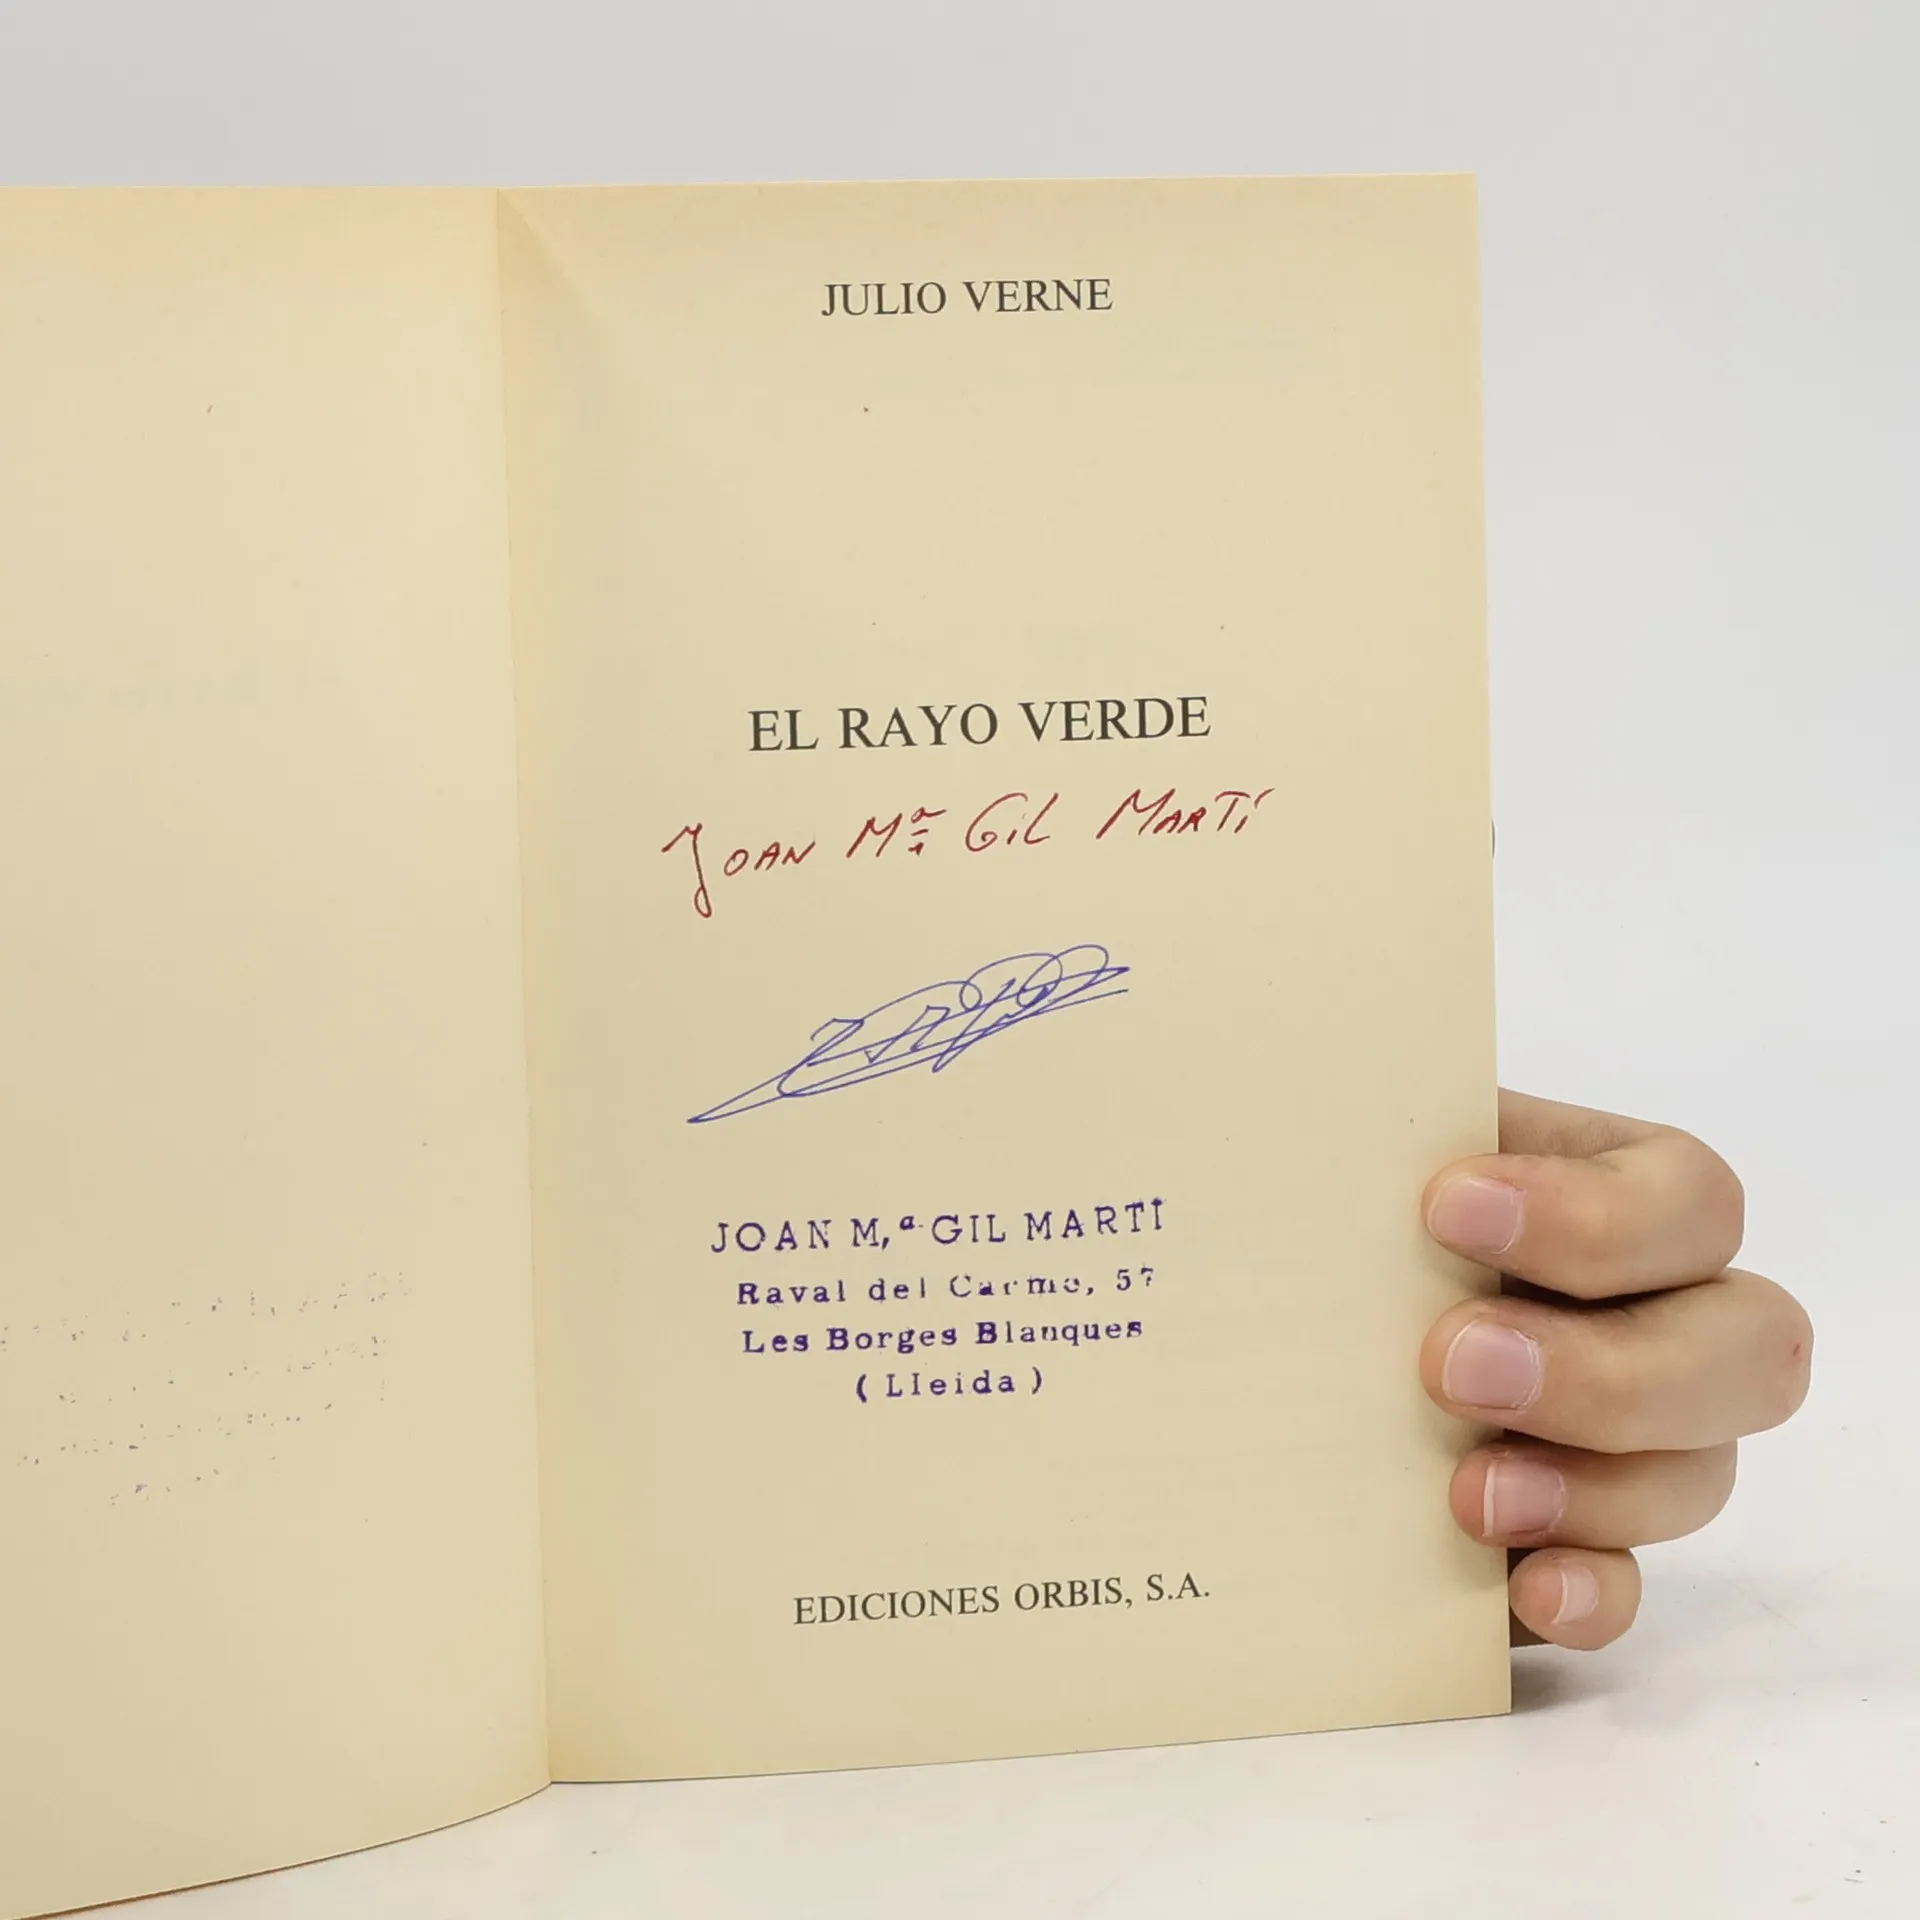 JULIO VERNE
EL RAYO VERDE
JOAN Mª GIL MARTÍ
JOAN M,ª GIL MARTÍ
Raval del Carme, 57
Les Borges Blanques
( Lleida )
EDICIONES ORBIS, S.A.